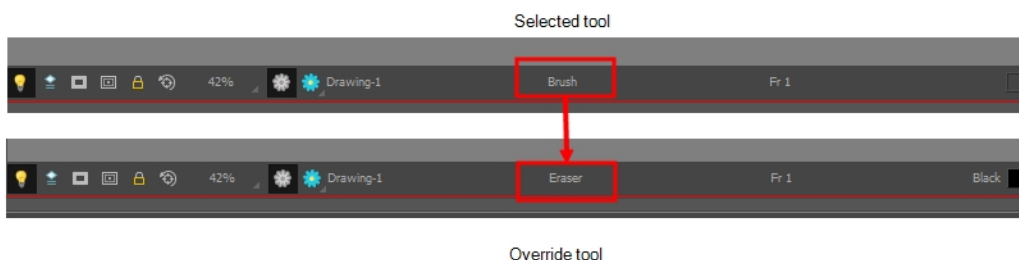 Selected tool
42% Drawing-1 Brush Fr 1
42% Drawing-1 Eraser Fr 1 Black
Override tool